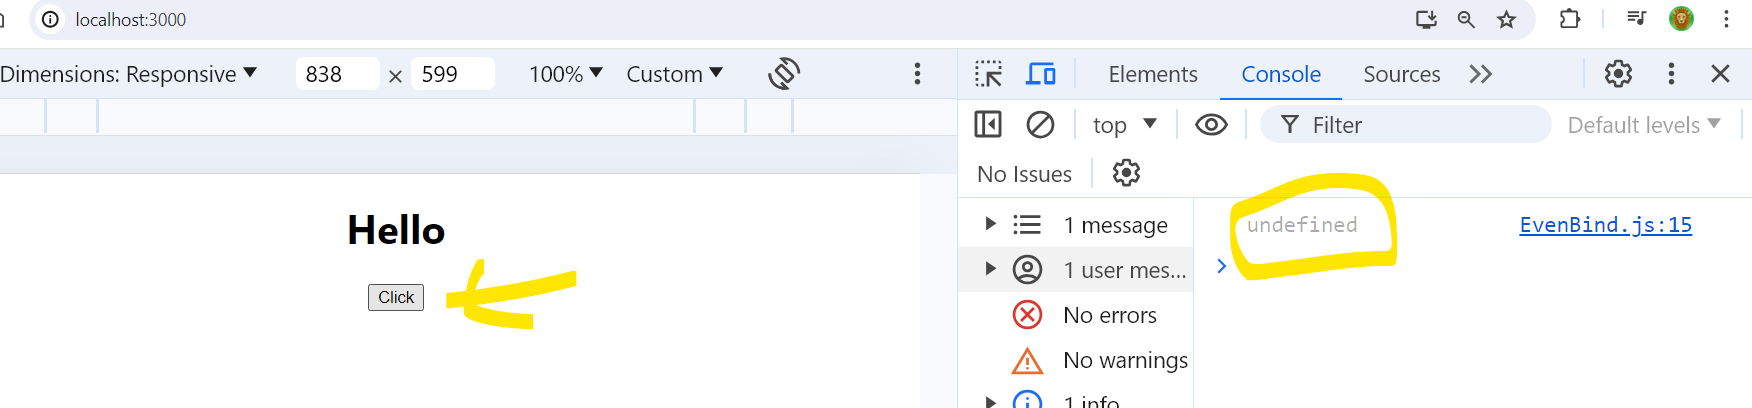 localhost:3000
Dimensions: Responsive 838 × 599 100% Custom
Elements Console Sources
top Filter Default levels
No Issues
1 message
undefined EvenBind.js:15
1 user mes...
Hello
Click
No errors
No warnings
1 info